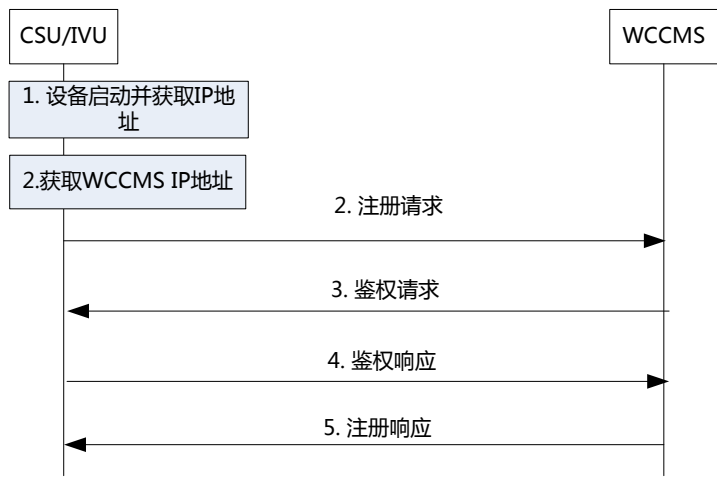 CSU/IVU
WCCMS
1. 设备启动并获取IP地
址
2.获取WCCMS IP地址
2. 注册请求
3. 鉴权请求
4. 鉴权响应
5. 注册响应